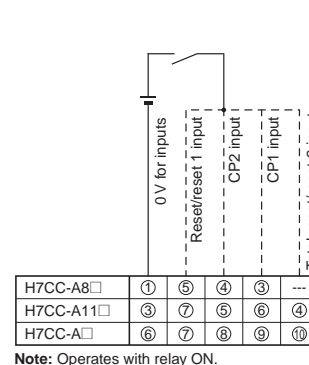 0 V for inputs
Reset/reset 1 input
CP2 input
CP1 input
H7CC-A8□ ① ⑤ ④ ③ ---
H7CC-A11□ ③ ⑦ ⑤ ⑥ ④
H7CC-A□ ⑥ ⑦ ⑧ ⑨ ⑩
Note: Operates with relay ON.